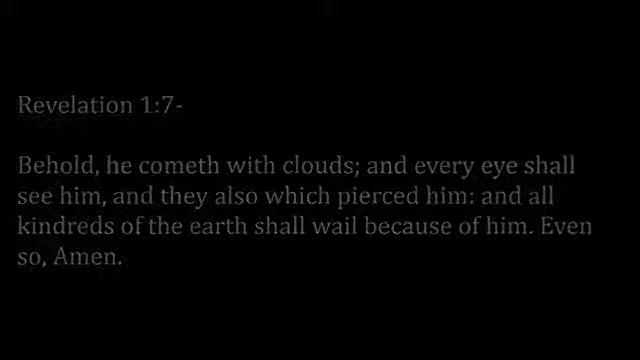 Revelation 1:7-
Behold, he cometh with clouds; and every eye shall
see him, and they also which pierced him: and all
kindreds of the earth shall wail because of him. Even
so, Amen.